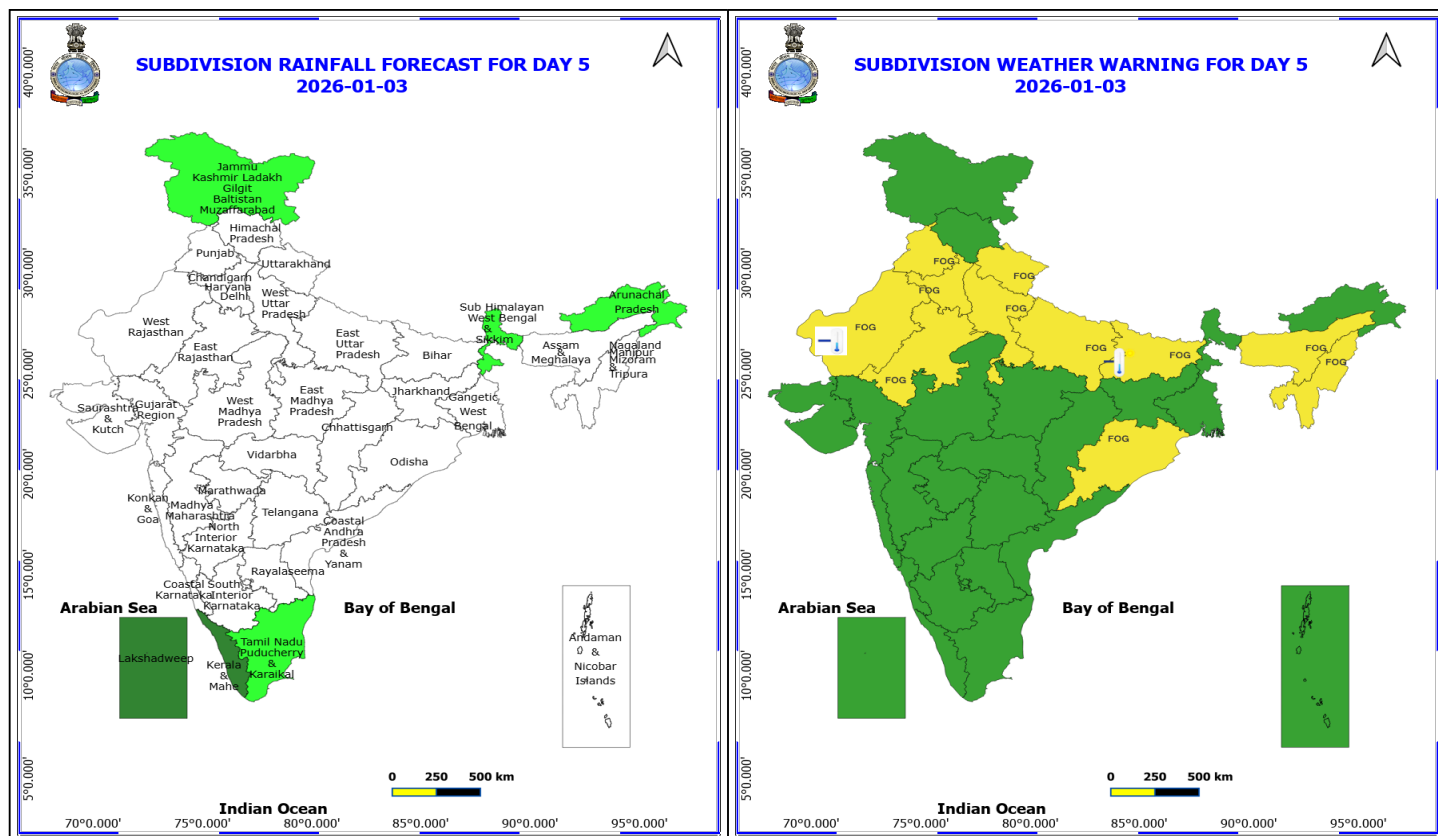 SUBDIVISION RAINFALL FORECAST FOR DAY 5
2026-01-03
40°0.000'
35°0.000'
30°0.000'
25°0.000'
20°0.000'
15°0.000'
10°0.000'
5°0.000'
Jammu
Kashmir Ladakh
Gilgit
Baltistan
Muzaffarabad
Himachal
Pradesh
Punjab
Uttarakhand
Chandigarh
Haryana
Delhi
West
Uttar
Pradesh
West
Rajasthan
East
Rajasthan
East
Uttar
Pradesh
Bihar
Sub Himalayan
West Bengal
&
Sikkim
Arunachal
Pradesh
Assam
&
Meghalaya
Nagaland
Manipur
Mizoram
&
Tripura
Saurashtra
&
Kutch
Gujarat
Region
West
Madhya
Pradesh
East
Madhya
Pradesh
Jharkhand
Gangetic
West
Bengal
Chhattisgarh
Vidarbha
Odisha
Konkan
&
Goa
Madhya
Maharashtra
Marathwada
Telangana
North
Interior
Karnataka
Coastal
Andhra
Pradesh
&
Yanam
Rayalaseema
Coastal
Karnataka
South
Interior
Karnataka
Arabian Sea
Bay of Bengal
Lakshadweep
Kerala
&
Mahe
Tamil Nadu
Puducherry
&
Karaikal
Andaman
&
Nicobar
Islands
0 250 500 km
Indian Ocean
70°0.000' 75°0.000' 80°0.000' 85°0.000' 90°0.000' 95°0.000'
SUBDIVISION WEATHER WARNING FOR DAY 5
2026-01-03
40°0.000'
35°0.000'
30°0.000'
25°0.000'
20°0.000'
15°0.000'
10°0.000'
5°0.000'
FOG
FOG
FOG
FOG
FOG
FOG
FOG
FOG
FOG
FOG
FOG
FOG
Arabian Sea
Bay of Bengal
0 250 500 km
Indian Ocean
70°0.000' 75°0.000' 80°0.000' 85°0.000' 90°0.000' 95°0.000'